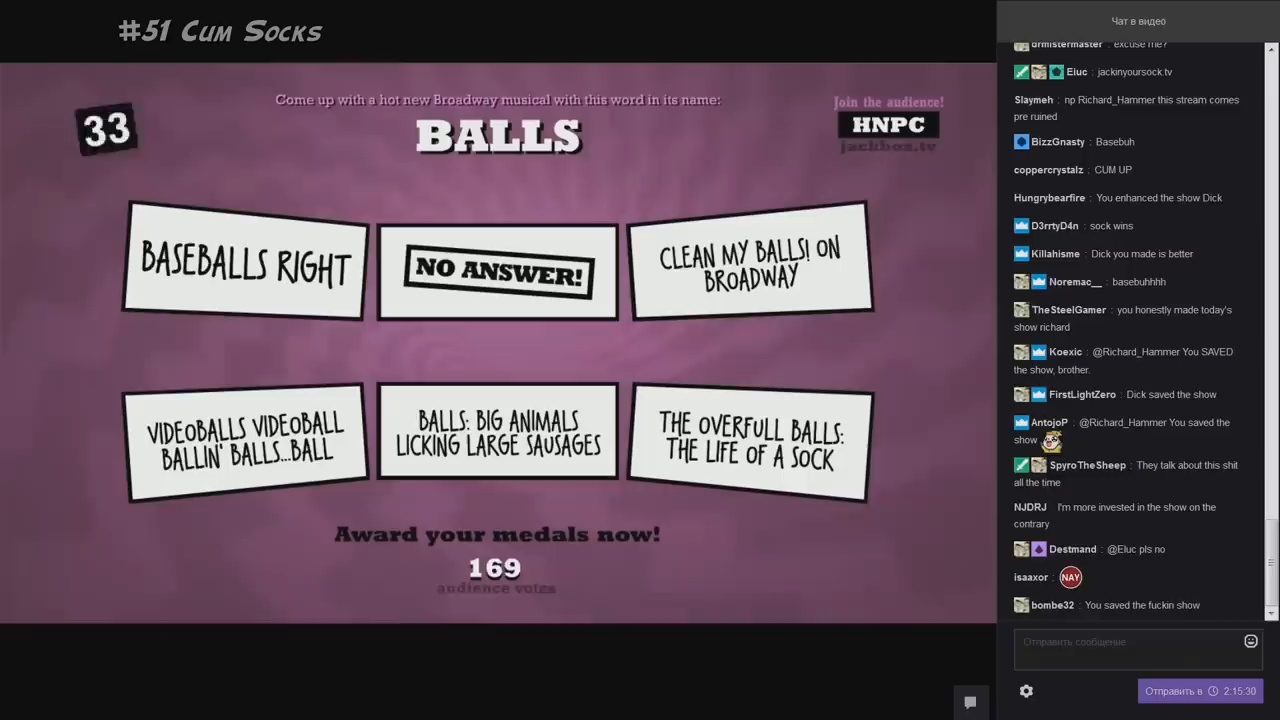 #51 Cum Socks
33
Come up with a hot new Broadway musical with this word in its name:
BALLS
Join the audience!
HNPC
jackbox.tv
BASEBALLS RIGHT
NO ANSWER!
CLEAN MY BALLS! ON
BROADWAY
VIDEOBALLS VIDEOBALL
BALLIN' BALLS...BALL
BALLS: BIG ANIMALS
LICKING LARGE SAUSAGES
THE OVERFULL BALLS:
THE LIFE OF A SOCK
Award your medals now!
169
audience votes
Чат в видео
drmistermaster : excuse me?
Eluc : jackinyoursock.tv
Slaymeh : np Richard_Hammer this stream comes
pre ruined
BizzGnasty : Basebuh
coppercrystalz : CUM UP
Hungrybearfire : You enhanced the show Dick
D3rrtyD4n : sock wins
Killahisme : Dick you made is better
Noremac__ : basebuhhhh
TheSteelGamer : you honestly made today's
show richard
Koexic : @Richard_Hammer You SAVED
the show, brother.
FirstLightZero : Dick saved the show
AntojoP : @Richard_Hammer You saved the
show
SpyroTheSheep : They talk about this shit
all the time
NJDRJ I'm more invested in the show on the
contrary
Destmand : @Eluc pls no
isaaxor : NAY
bombe32 : You saved the fuckin show
Отправить сообщение...
Отправить в 2:15:30